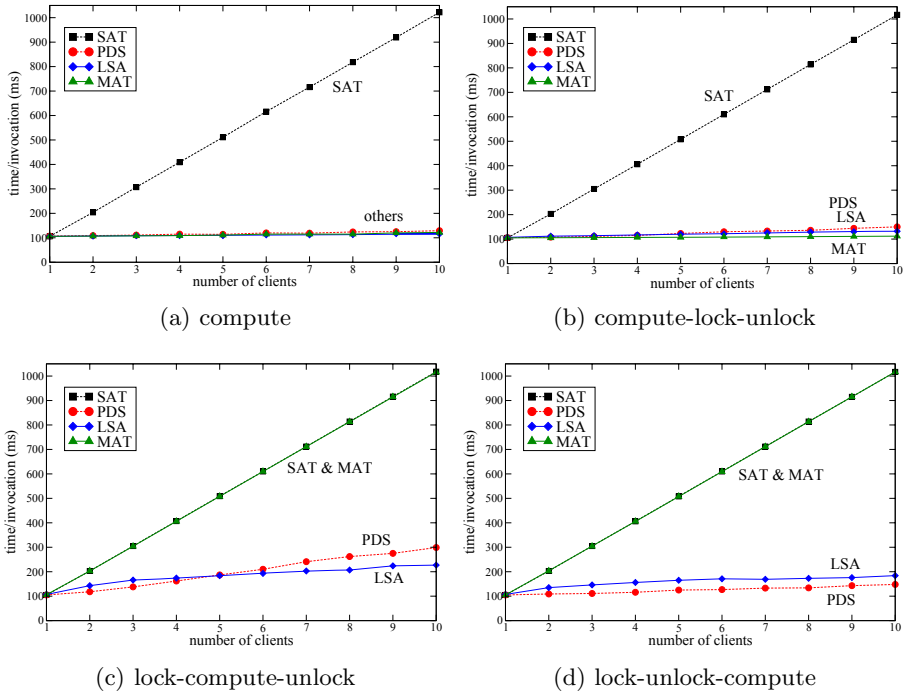 1000
900
800
700
600
500
400
300
200
100
0
time/invocation (ms)
SAT
PDS
LSA
MAT
SAT
others
1 2 3 4 5 6 7 8 9 10
number of clients
(a) compute
1000
900
800
700
600
500
400
300
200
100
0
time/invocation (ms)
SAT
PDS
LSA
MAT
SAT
PDS
LSA
MAT
1 2 3 4 5 6 7 8 9 10
number of clients
(b) compute-lock-unlock
1000
900
800
700
600
500
400
300
200
100
0
time/invocation (ms)
SAT
PDS
LSA
MAT
SAT & MAT
PDS
LSA
1 2 3 4 5 6 7 8 9 10
number of clients
(c) lock-compute-unlock
1000
900
800
700
600
500
400
300
200
100
0
time/invocation (ms)
SAT
PDS
LSA
MAT
SAT & MAT
LSA
PDS
1 2 3 4 5 6 7 8 9 10
number of clients
(d) lock-unlock-compute